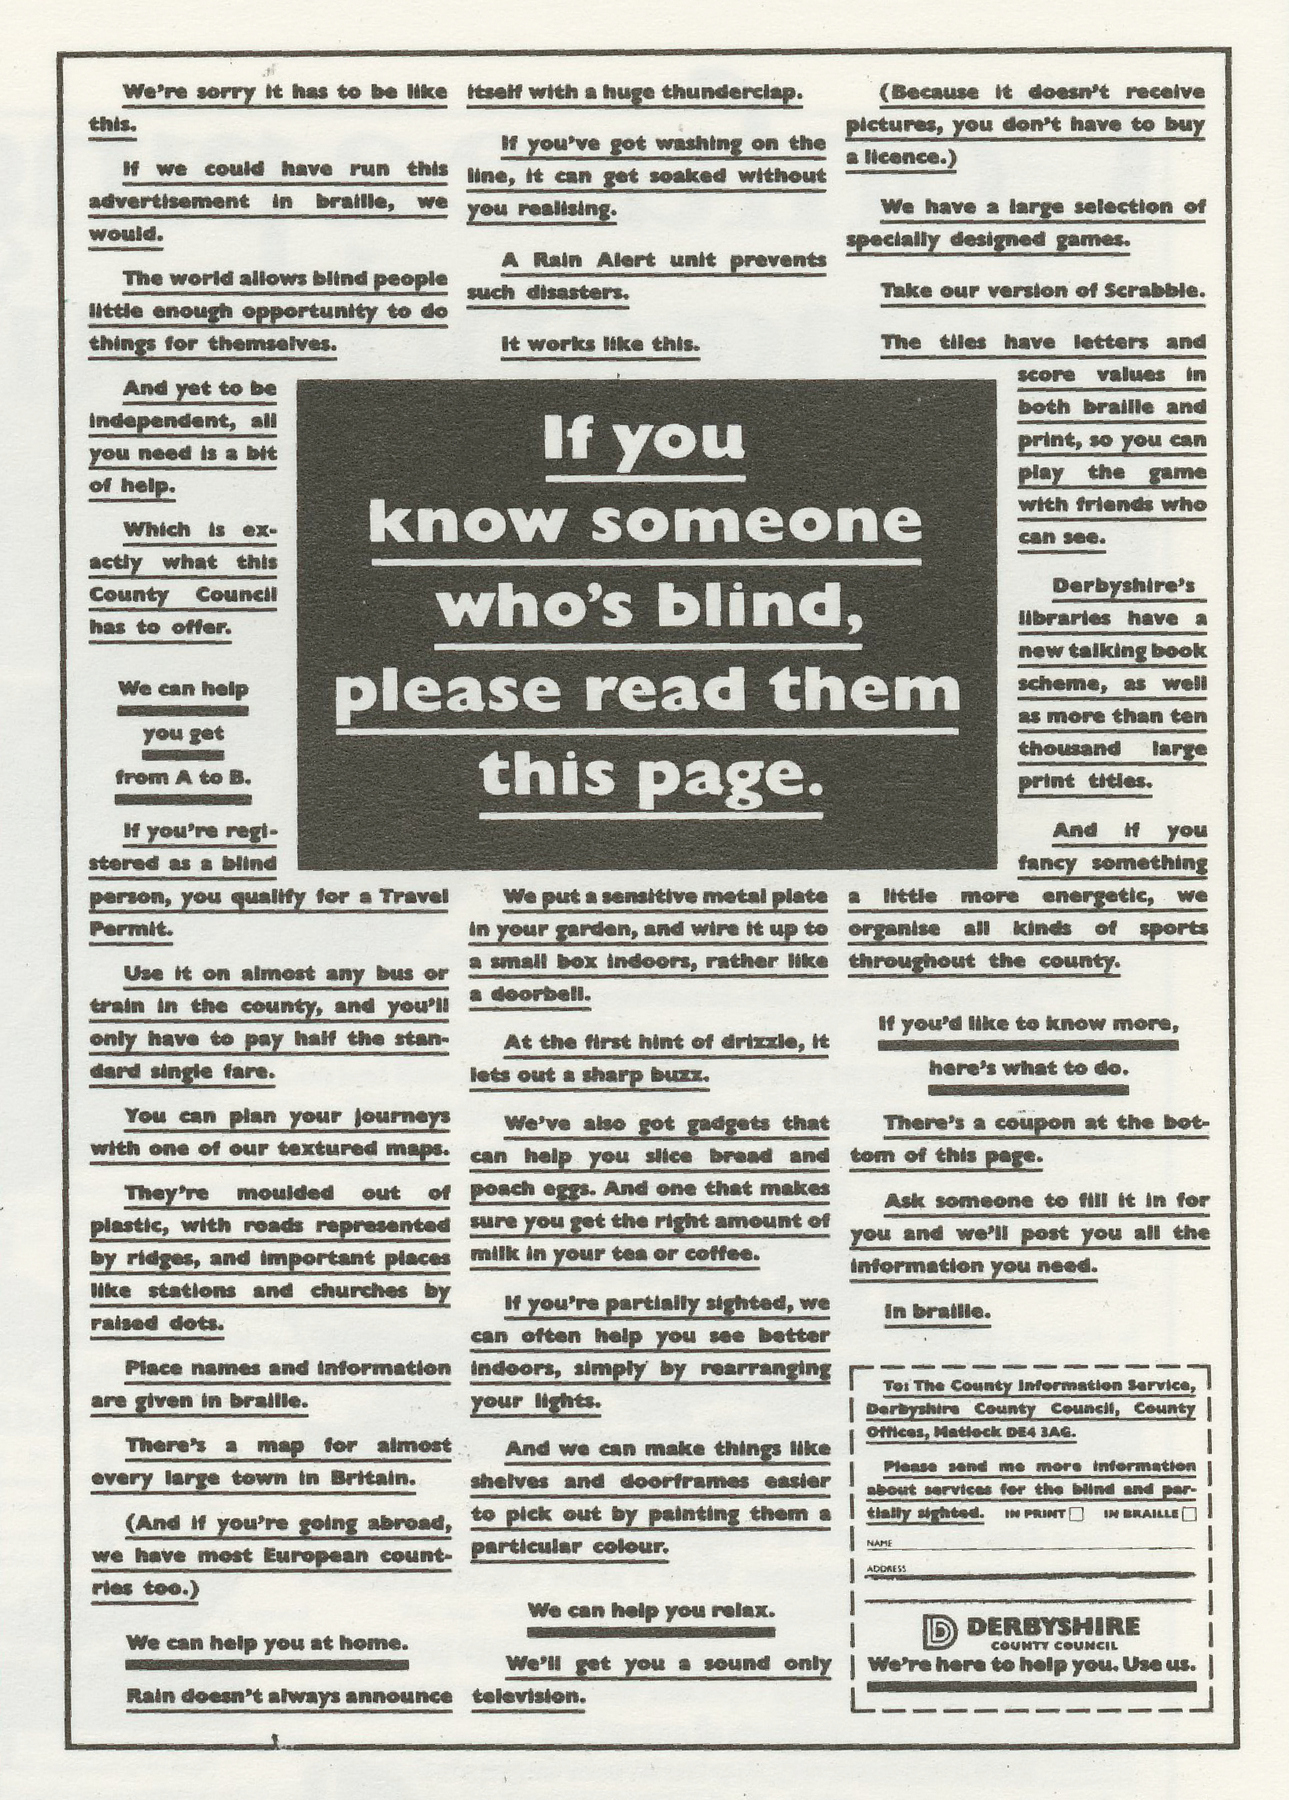 We're sorry it has to be like
this.
If we could have run this
advertisement in braille, we
would.
The world allows blind people
little enough opportunity to do
things for themselves.
And yet to be
independent, all
you need is a bit
of help.
Which is ex-
actly what this
County Council
has to offer.
We can help
you get
from A to B.
If you're regi-
stered as a blind
person, you qualify for a Travel
Permit.
Use it on almost any bus or
train in the county, and you'll
only have to pay half the stan-
dard single fare.
You can plan your journeys
with one of our textured maps.
They're moulded out of
plastic, with roads represented
by ridges, and important places
like stations and churches by
raised dots.
Place names and information
are given in braille.
There's a map for almost
every large town in Britain.
(And if you're going abroad,
we have most European count-
ries too.)
We can help you at home.
Rain doesn't always announce
itself with a huge thunderclap.
If you've got washing on the
line, it can get soaked without
you realising.
A Rain Alert unit prevents
such disasters.
It works like this.
If you
know someone
who's blind,
please read them
this page.
We put a sensitive metal plate
in your garden, and wire it up to
a small box indoors, rather like
a doorbell.
At the first hint of drizzle, it
lets out a sharp buzz.
We've also got gadgets that
can help you slice bread and
poach eggs. And one that makes
sure you get the right amount of
milk in your tea or coffee.
If you're partially sighted, we
can often help you see better
indoors, simply by rearranging
your lights.
And we can make things like
shelves and doorframes easier
to pick out by painting them a
particular colour.
We can help you relax.
We'll get you a sound only
television.
(Because it doesn't receive
pictures, you don't have to buy
a licence.)
We have a large selection of
specially designed games.
Take our version of Scrabble.
The tiles have letters and
score values in
both braille and
print, so you can
play the game
with friends who
can see.
Derbyshire's
libraries have a
new talking book
scheme, as well
as more than ten
thousand large
print titles.
And if you
fancy something
a little more energetic, we
organise all kinds of sports
throughout the county.
If you'd like to know more,
here's what to do.
There's a coupon at the bot-
tom of this page.
Ask someone to fill it in for
you and we'll post you all the
information you need.
In braille.
To: The County Information Service,
Derbyshire County Council, County
Offices, Matlock DE4 3AG.
Please send me more information
about services for the blind and par-
tially sighted. IN PRINT IN BRAILLE
NAME
ADDRESS
DERBYSHIRE
COUNTY COUNCIL
We're here to help you. Use us.